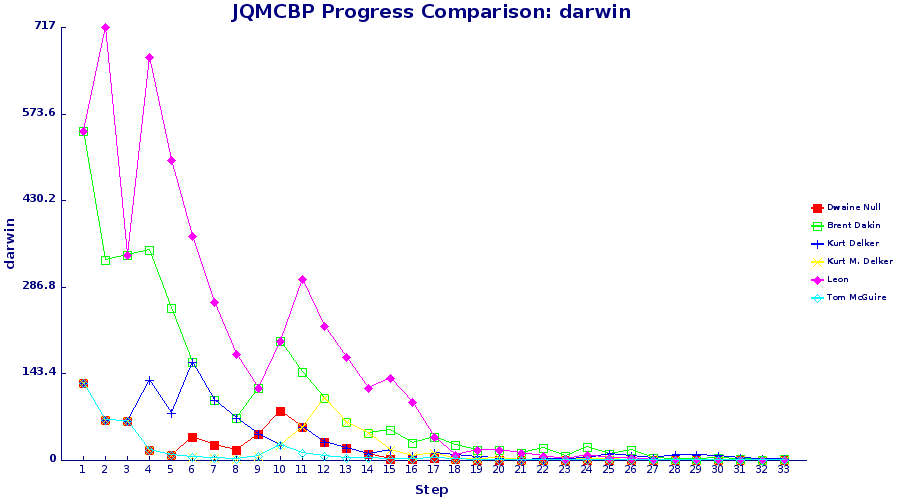 JQMCBP Progress Comparison: darwin
717
573.6
430.2
286.8
143.4
0
darwin
1 2 3 4 5 6 7 8 9 10 11 12 13 14 15 16 17 18 19 20 21 22 23 24 25 26 27 28 29 30 31 32 33
Step
Dwaine Null
Brent Dakin
Kurt Delker
Kurt M. Delker
Leon
Tom McGuire